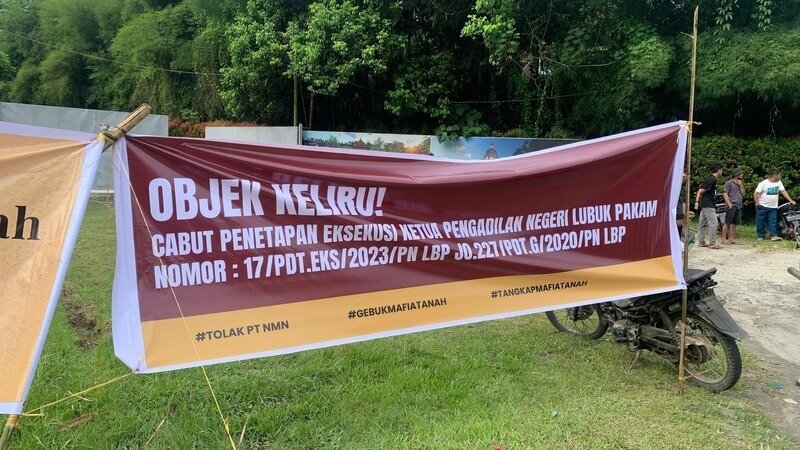 ah
OBJEK KELIRU!
CABUT PENETAPAN EKSEKUSI KETUA PENGADILAN NEGERI LUBUK PAKAM
NOMOR : 17/PDT.EKS/2023/PN LBP JO.227/PDT.G/2020/PN LBP
#TOLAK PT NMN
#GEBUKMAFIATANAH
#TANGKAPMAFIATANAH